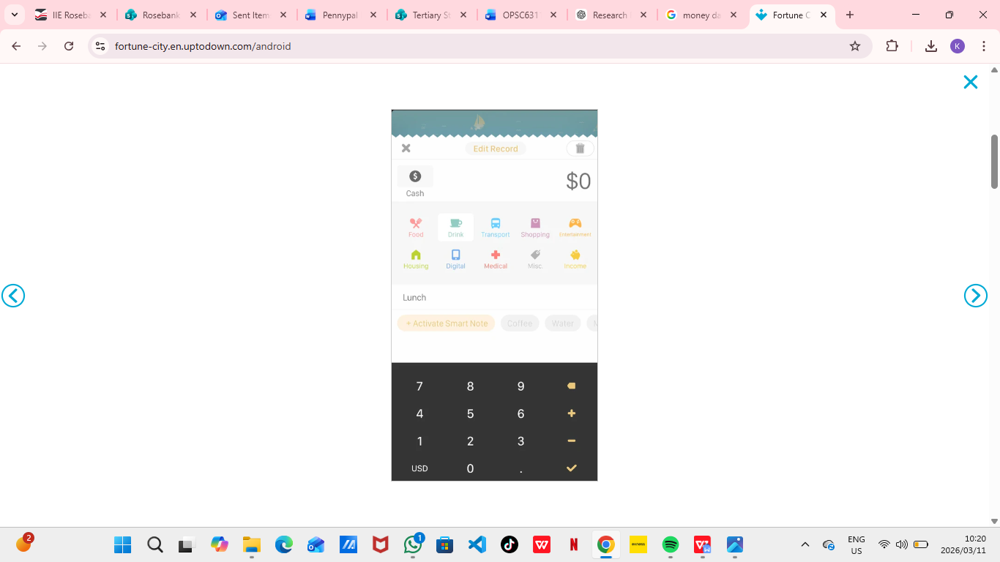 IIE Roseba
Rosebank
Sent Item
Pennypal
Tertiary St
OPSC631
Research
money da
Fortune C
fortune-city.en.uptodown.com/android
K
Edit Record
$0
Cash
Food Drink Transport Shopping Entertainment
Housing Digital Medical Misc. Income
Lunch
+ Activate Smart Note Coffee Water
7 8 9
4 5 6 +
1 2 3 −
USD 0 .
2
1
W
N
exness
W
ENG
US
10:20
2026/03/11